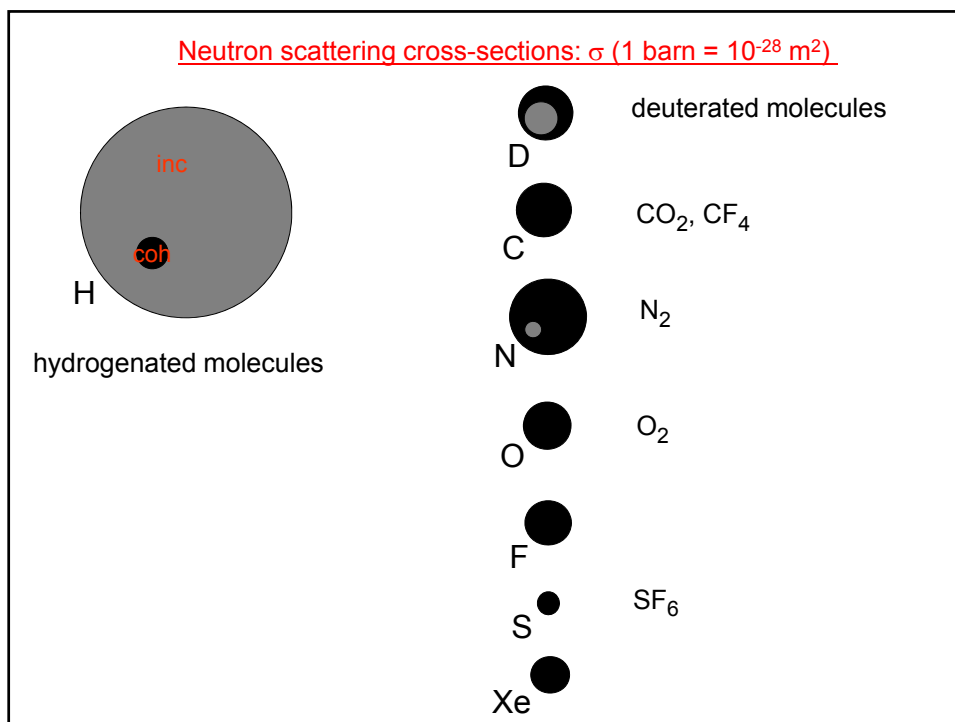 Neutron scattering cross-sections: σ (1 barn = 10⁻²⁸ m²)
inc
coh
H
hydrogenated molecules
D
deuterated molecules
C
CO₂, CF₄
N
N₂
O
O₂
F
S
SF₆
Xe